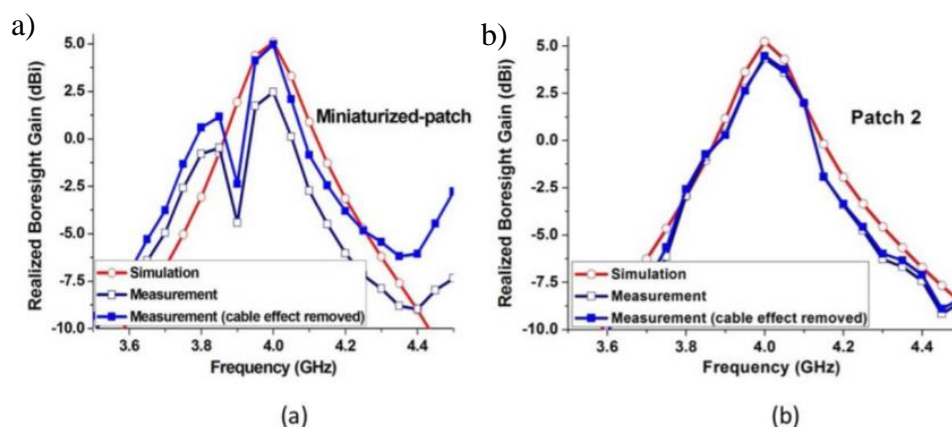 a)
5.0
2.5
0.0
-2.5
-5.0
-7.5
-10.0
Realized Boresight Gain (dBi)
Miniaturized-patch
Simulation
Measurement
Measurement (cable effect removed)
3.6 3.8 4.0 4.2 4.4
Frequency (GHz)
(a)
b)
5.0
2.5
0.0
-2.5
-5.0
-7.5
-10.0
Realized Boresight Gain (dBi)
Patch 2
Simulation
Measurement
Measurement (cable effect removed)
3.6 3.8 4.0 4.2 4.4
Frequency (GHz)
(b)